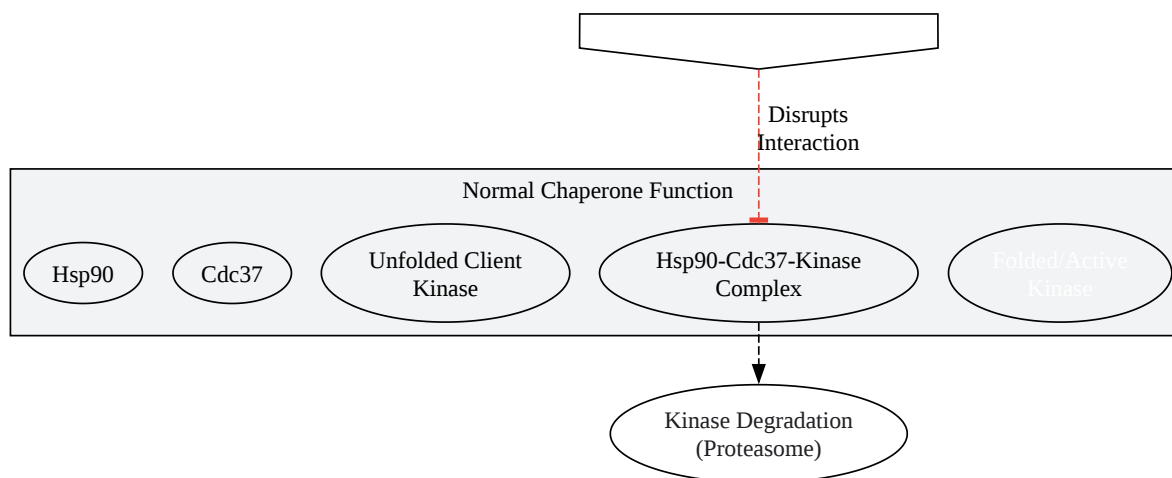 Disrupts
Interaction
Normal Chaperone Function
Hsp90
Cdc37
Unfolded Client
Kinase
Hsp90-Cdc37-Kinase
Complex
Folded/Active
Kinase
Kinase Degradation
(Proteasome)